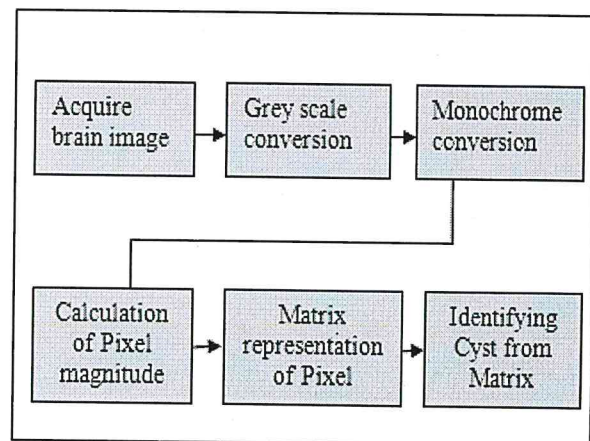 Acquire
brain image
Grey scale
conversion
Monochrome
conversion
Calculation
of Pixel
magnitude
Matrix
representation
of Pixel
Identifying
Cyst from
Matrix